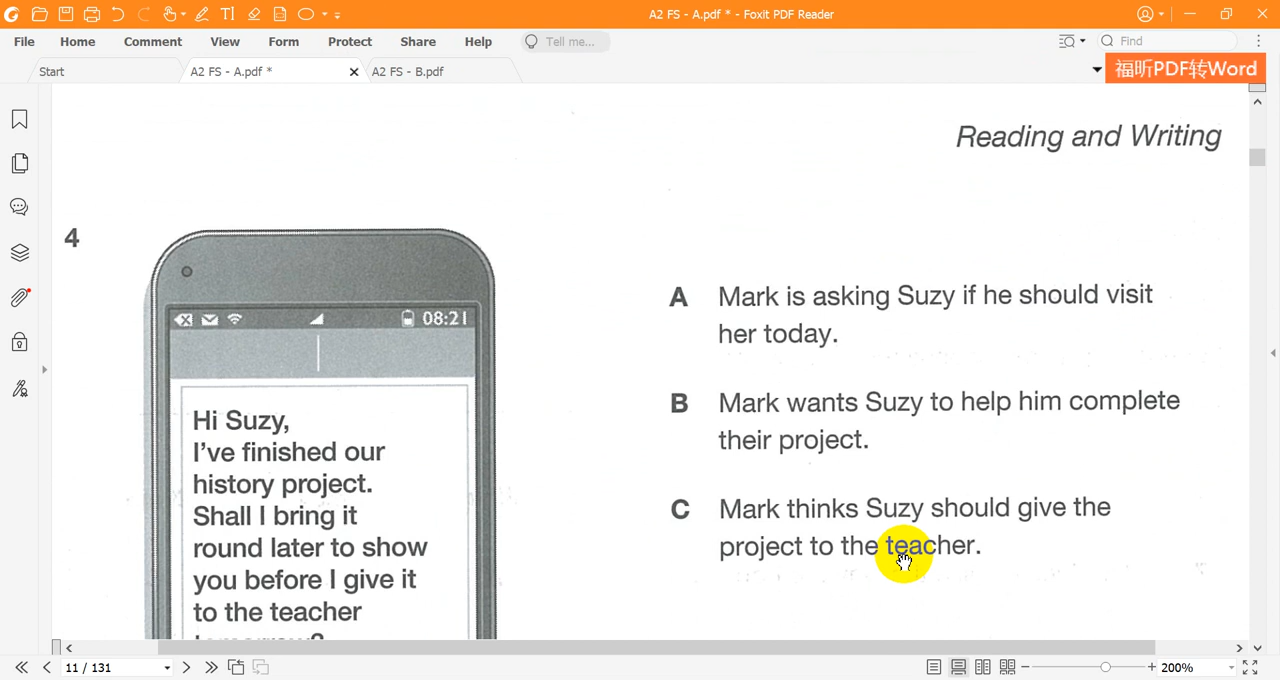 A2 FS - A.pdf * - Foxit PDF Reader
File Home Comment View Form Protect Share Help Tell me... Find
Start A2 FS - A.pdf * A2 FS - B.pdf 福昕PDF转Word
Reading and Writing
4
08:21
Hi Suzy,
I've finished our
history project.
Shall I bring it
round later to show
you before I give it
to the teacher
tomorrow?
A Mark is asking Suzy if he should visit
her today.
B Mark wants Suzy to help him complete
their project.
C Mark thinks Suzy should give the
project to the teacher.
11 / 131 200%